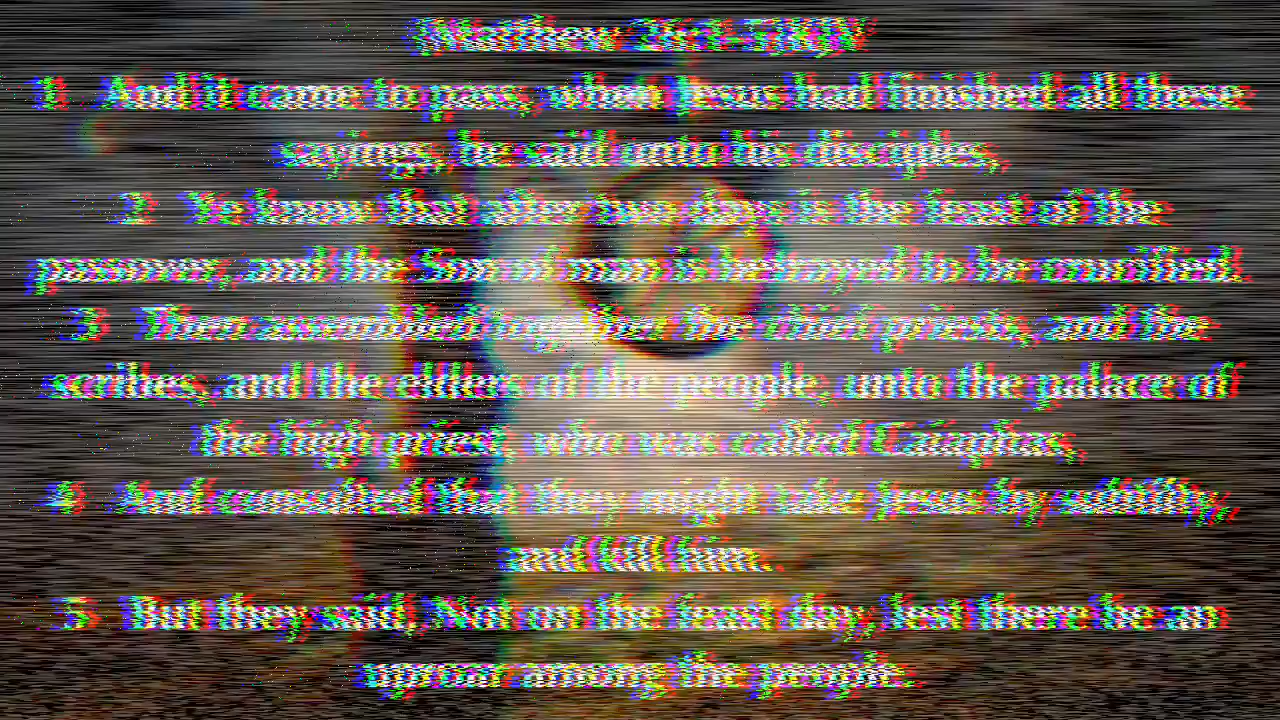 Matthew 26:1-5 KJV
1 And it came to pass, when Jesus had finished all these
sayings, he said unto his disciples,
2 Ye know that after two days is the feast of the
passover, and the Son of man is betrayed to be crucified.
3 Then assembled together the chief priests, and the
scribes, and the elders of the people, unto the palace of
the high priest, who was called Caiaphas,
4 And consulted that they might take Jesus by subtilty,
and kill him.
5 But they said, Not on the feast day, lest there be an
uproar among the people.